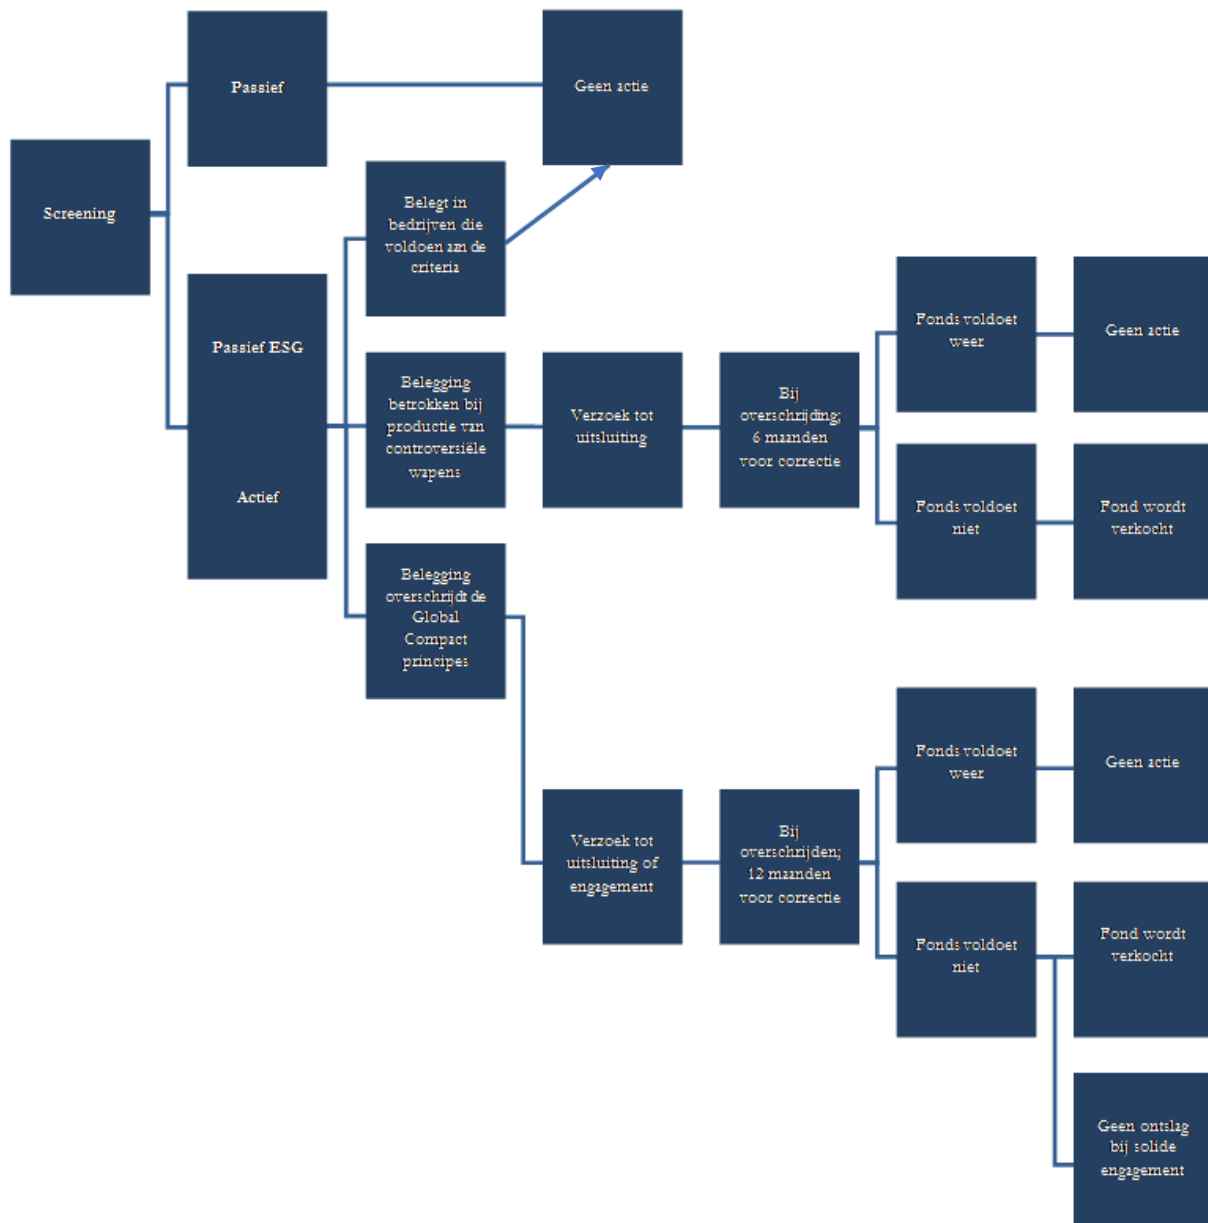 Screening
Passief
Geen actie
Passief ESG
Actief
Belegt in
bedrijven die
voldoen aan de
criteria
Belegging
betrokken bij
productie van
controversiële
wapens
Verzoek tot
uitsluiting
Bij
overschrijding;
6 maanden
voor correctie
Fonds voldoet
weer
Geen actie
Fonds voldoet
niet
Fond wordt
verkocht
Belegging
overschrijdt de
Global
Compact
principes
Verzoek tot
uitsluiting of
engagement
Bij
overschrijden;
12 maanden
voor correctie
Fonds voldoet
weer
Geen actie
Fonds voldoet
niet
Fond wordt
verkocht
Geen ontslag
bij solide
engagement